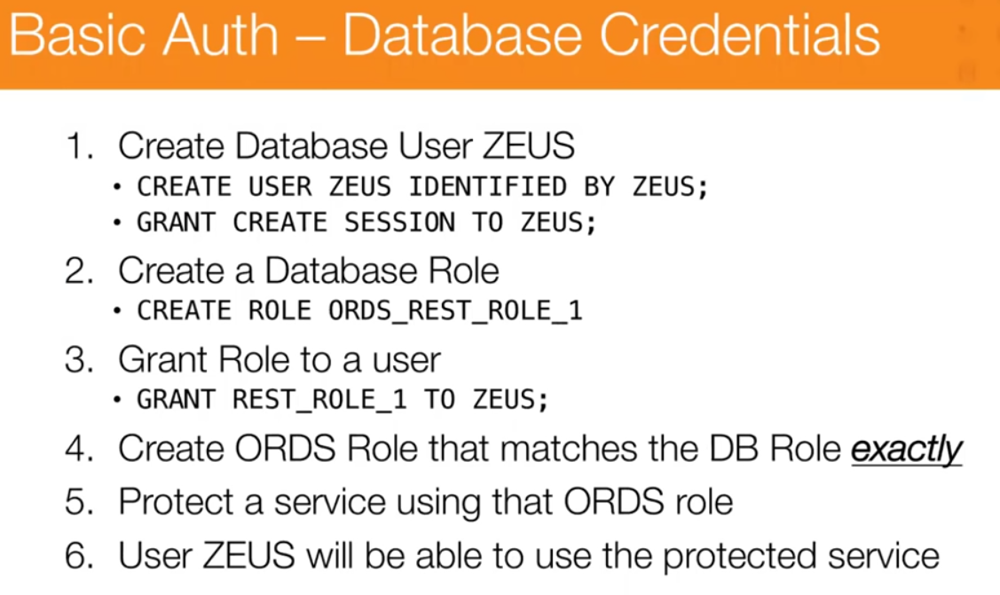 Basic Auth – Database Credentials
1. Create Database User ZEUS
• CREATE USER ZEUS IDENTIFIED BY ZEUS;
• GRANT CREATE SESSION TO ZEUS;
2. Create a Database Role
• CREATE ROLE ORDS_REST_ROLE_1
3. Grant Role to a user
• GRANT REST_ROLE_1 TO ZEUS;
4. Create ORDS Role that matches the DB Role exactly
5. Protect a service using that ORDS role
6. User ZEUS will be able to use the protected service